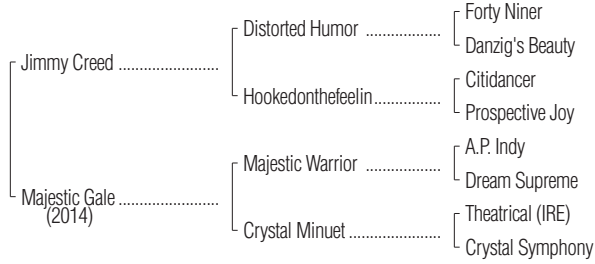 Forty Niner
Distorted Humor ..................
Danzig's Beauty
Jimmy Creed ........................
Citidancer
Hookedonthefeelin................
Prospective Joy
A.P. Indy
Majestic Warrior ..................
Dream Supreme
Majestic Gale ........................
(2014)
Theatrical (IRE)
Crystal Minuet ......................
Crystal Symphony